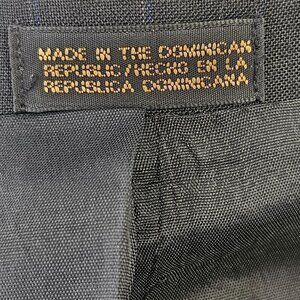 MADE IN THE DOMINICAN
REPUBLIC/HECHO EN LA
REPUBLICA DOMINICANA